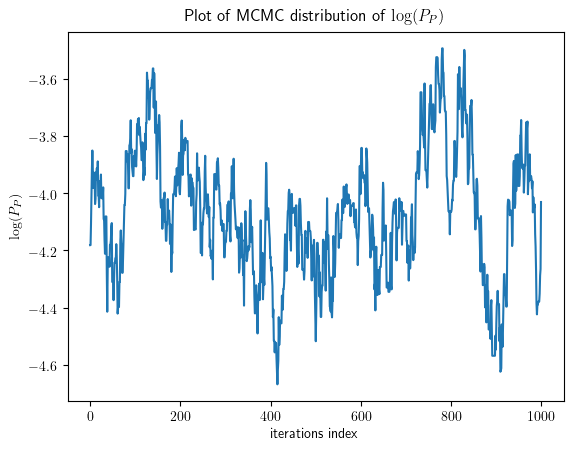 Plot of MCMC distribution of log(P_P)
−3.6
−3.8
−4.0
−4.2
−4.4
−4.6
log(P_P)
0 200 400 600 800 1000
iterations index